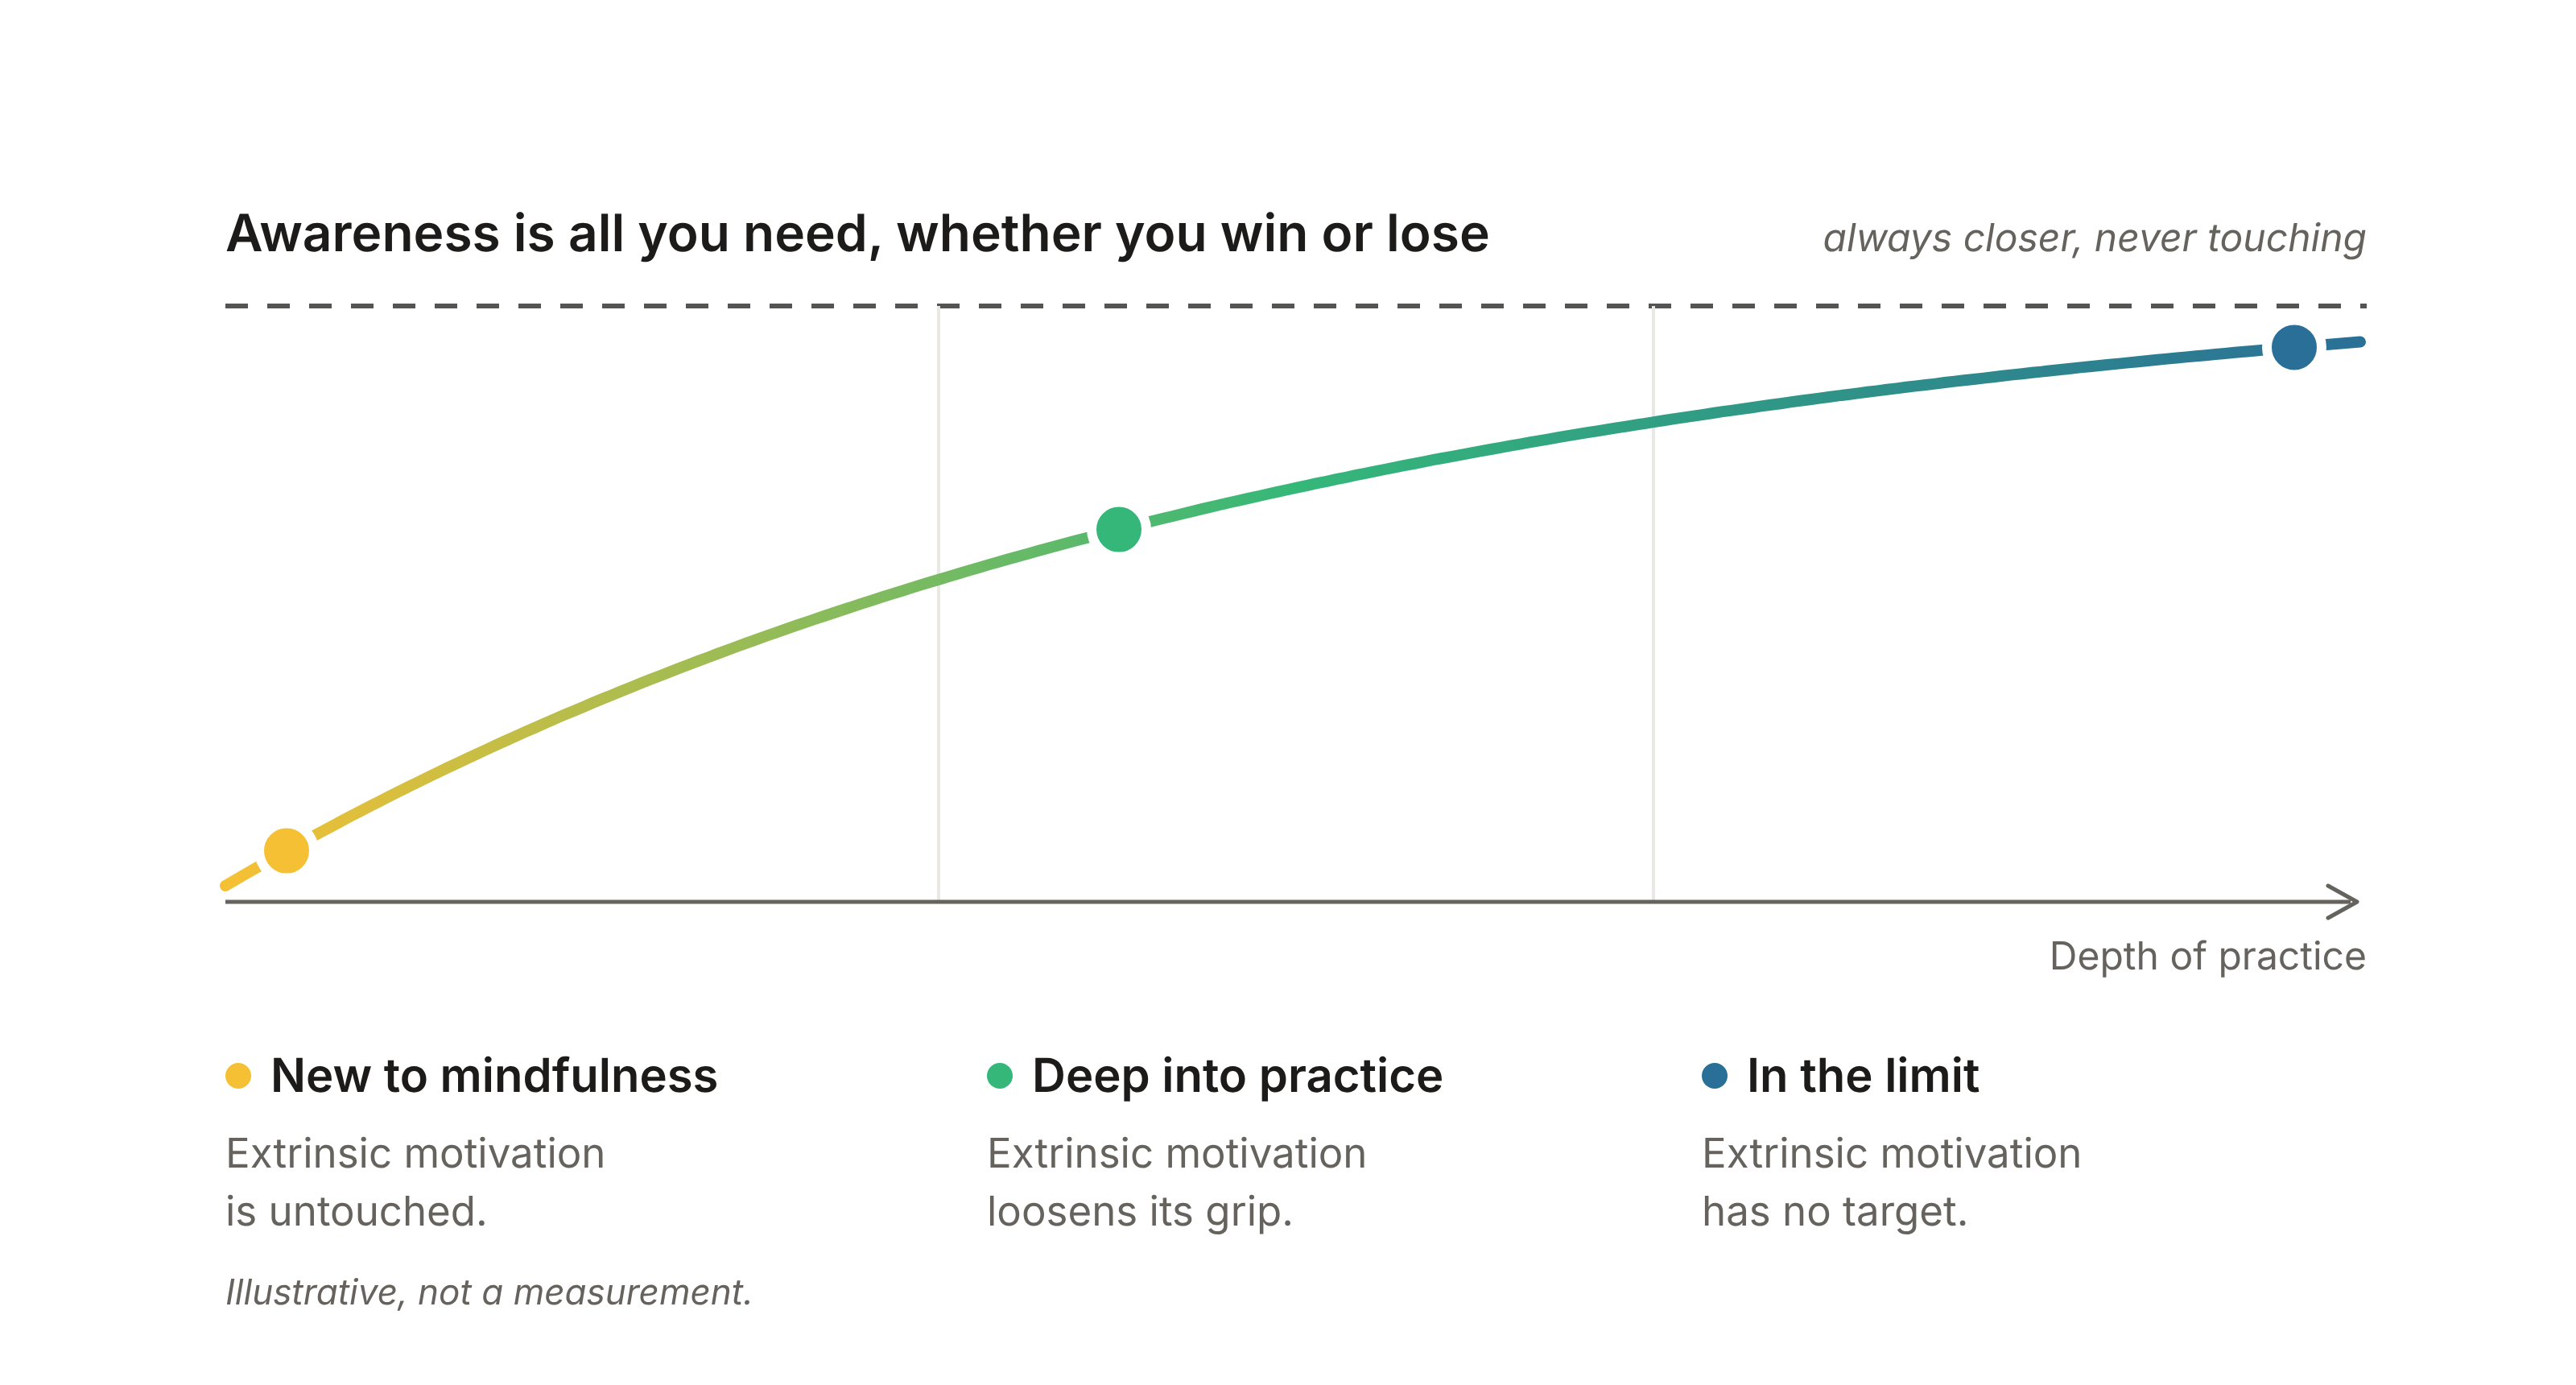 Awareness is all you need, whether you win or lose
always closer, never touching
Depth of practice
New to mindfulness
Extrinsic motivation
is untouched.
Deep into practice
Extrinsic motivation
loosens its grip.
In the limit
Extrinsic motivation
has no target.
Illustrative, not a measurement.